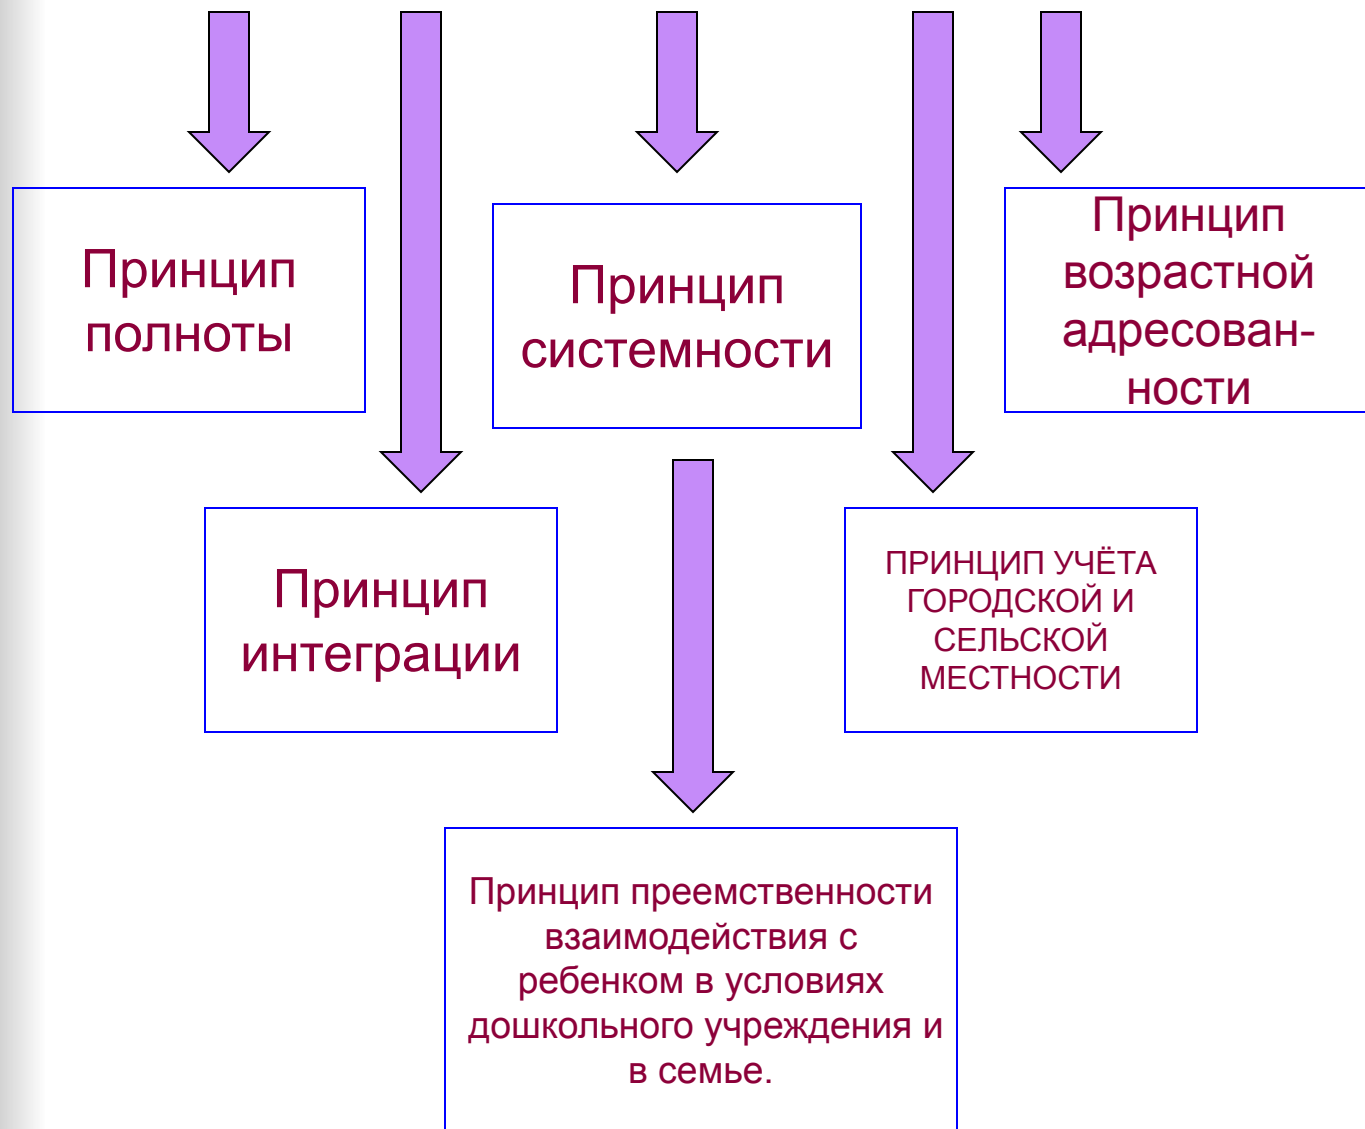 Принцип
полноты
Принцип
системности
Принцип
возрастной
адресован-
ности
Принцип
интеграции
ПРИНЦИП УЧЁТА
ГОРОДСКОЙ И
СЕЛЬСКОЙ
МЕСТНОСТИ
Принцип преемственности
взаимодействия с
ребенком в условиях
дошкольного учреждения и
в семье.